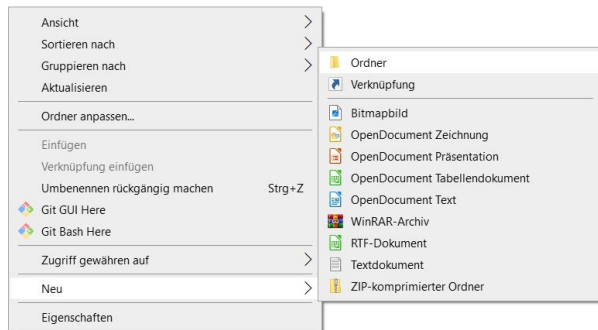 Ansicht
Sortieren nach
Gruppieren nach
Aktualisieren
Ordner anpassen...
Einfügen
Verknüpfung einfügen
Umbenennen rückgängig machen Strg+Z
Git GUI Here
Git Bash Here
Zugriff gewähren auf
Neu
Eigenschaften
Ordner
Verknüpfung
Bitmapbild
OpenDocument Zeichnung
OpenDocument Präsentation
OpenDocument Tabellendokument
OpenDocument Text
WinRAR-Archiv
RTF-Dokument
Textdokument
ZIP-komprimierter Ordner